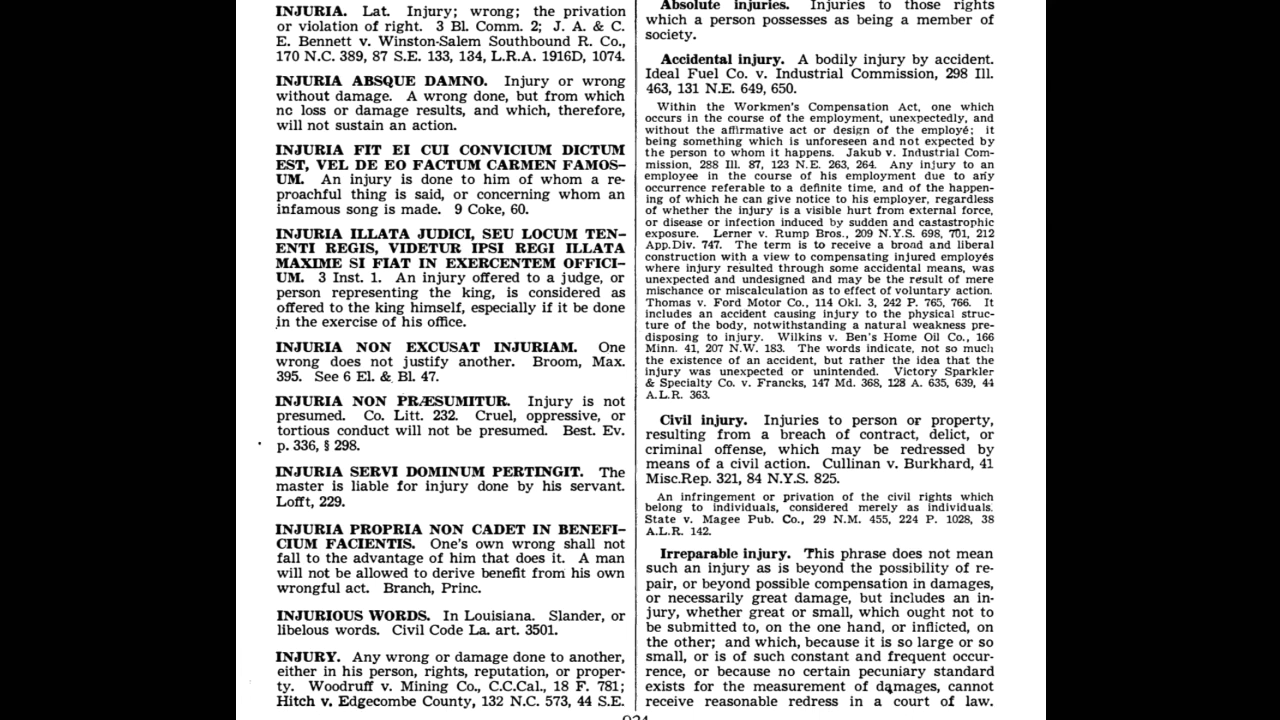 INJURIA. Lat. Injury; wrong; the privation
or violation of right. 3 Bl. Comm. 2; J. A. & C.
E. Bennett v. Winston-Salem Southbound R. Co.,
170 N.C. 389, 87 S.E. 133, 134, L.R.A. 1916D, 1074.
INJURIA ABSQUE DAMNO. Injury or wrong
without damage. A wrong done, but from which
no loss or damage results, and which, therefore,
will not sustain an action.
INJURIA FIT EI CUI CONVICIUM DICTUM
EST, VEL DE EO FACTUM CARMEN FAMOS-
UM. An injury is done to him of whom a re-
proachful thing is said, or concerning whom an
infamous song is made. 9 Coke, 60.
INJURIA ILLATA JUDICI, SEU LOCUM TEN-
ENTI REGIS, VIDETUR IPSI REGI ILLATA
MAXIME SI FIAT IN EXERCENTEM OFFICI-
UM. 3 Inst. 1. An injury offered to a judge, or
person representing the king, is considered as
offered to the king himself, especially if it be done
in the exercise of his office.
INJURIA NON EXCUSAT INJURIAM. One
wrong does not justify another. Broom, Max.
395. See 6 El. & Bl. 47.
INJURIA NON PRÆSUMITUR. Injury is not
presumed. Co. Litt. 232. Cruel, oppressive, or
tortious conduct will not be presumed. Best. Ev.
p. 336, § 298.
INJURIA SERVI DOMINUM PERTINGIT. The
master is liable for injury done by his servant.
Lofft, 229.
INJURIA PROPRIA NON CADET IN BENEFI-
CIUM FACIENTIS. One's own wrong shall not
fall to the advantage of him that does it. A man
will not be allowed to derive benefit from his own
wrongful act. Branch, Princ.
INJURIOUS WORDS. In Louisiana. Slander, or
libelous words. Civil Code La. art. 3501.
INJURY. Any wrong or damage done to another,
either in his person, rights, reputation, or proper-
ty. Woodruff v. Mining Co., C.C.Cal., 18 F. 781;
Hitch v. Edgecombe County, 132 N.C. 573, 44 S.E.
Absolute injuries. Injuries to those rights
which a person possesses as being a member of
society.
Accidental injury. A bodily injury by accident.
Ideal Fuel Co. v. Industrial Commission, 298 Ill.
463, 131 N.E. 649, 650.
Within the Workmen's Compensation Act, one which
occurs in the course of the employment, unexpectedly, and
without the affirmative act or design of the employé; it
being something which is unforeseen and not expected by
the person to whom it happens. Jakub v. Industrial Com-
mission, 288 Ill. 87, 123 N.E. 263, 264. Any injury to an
employee in the course of his employment due to any
occurrence referable to a definite time, and of the happen-
ing of which he can give notice to his employer, regardless
of whether the injury is a visible hurt from external force,
or disease or infection induced by sudden and castastrophic
exposure. Lerner v. Rump Bros., 209 N.Y.S. 698, 701, 212
App.Div. 747. The term is to receive a broad and liberal
construction with a view to compensating injured employés
where injury resulted through some accidental means, was
unexpected and undesigned and may be the result of mere
mischance or miscalculation as to effect of voluntary action.
Thomas v. Ford Motor Co., 114 Okl. 3, 242 P. 765, 766. It
includes an accident causing injury to the physical struc-
ture of the body, notwithstanding a natural weakness pre-
disposing to injury. Wilkins v. Ben's Home Oil Co., 166
Minn. 41, 207 N.W. 183. The words indicate, not so much
the existence of an accident, but rather the idea that the
injury was unexpected or unintended. Victory Sparkler
& Specialty Co. v. Francks, 147 Md. 368, 128 A. 635, 639, 44
A.L.R. 363.
Civil injury. Injuries to person or property,
resulting from a breach of contract, delict, or
criminal offense, which may be redressed by
means of a civil action. Cullinan v. Burkhard, 41
Misc.Rep. 321, 84 N.Y.S. 825.
An infringement or privation of the civil rights which
belong to individuals, considered merely as individuals.
State v. Magee Pub. Co., 29 N.M. 455, 224 P. 1028, 38
A.L.R. 142.
Irreparable injury. This phrase does not mean
such an injury as is beyond the possibility of re-
pair, or beyond possible compensation in damages,
or necessarily great damage, but includes an in-
jury, whether great or small, which ought not to
be submitted to, on the one hand, or inflicted, on
the other; and which, because it is so large or so
small, or is of such constant and frequent occur-
rence, or because no certain pecuniary standard
exists for the measurement of damages, cannot
receive reasonable redress in a court of law.